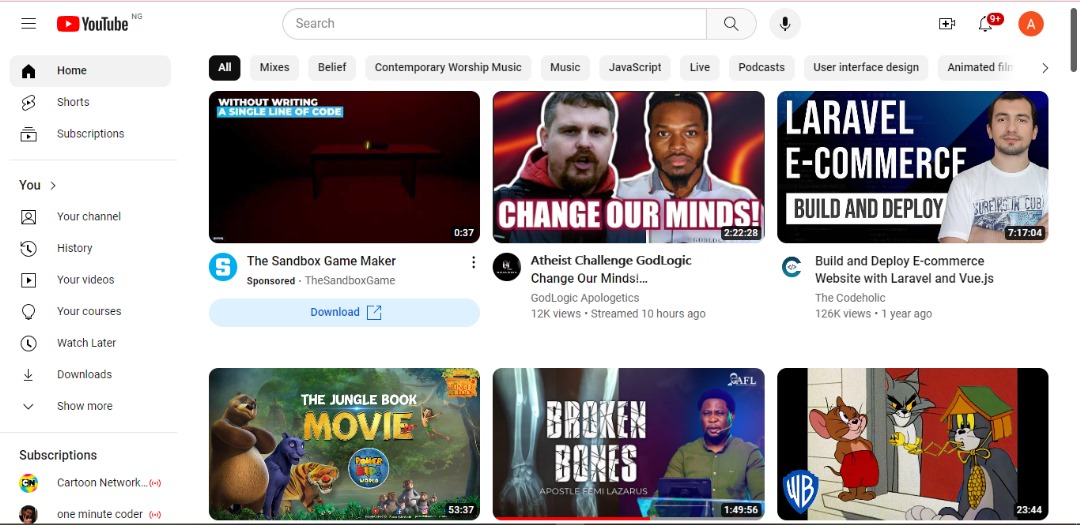 YouTube NG
Search
9+
A
Home
Shorts
Subscriptions
You
Your channel
History
Your videos
Your courses
Watch Later
Downloads
Show more
Subscriptions
Cartoon Network...
one minute coder
All
Mixes
Belief
Contemporary Worship Music
Music
JavaScript
Live
Podcasts
User interface design
Animated film
WITHOUT WRITING
A SINGLE LINE OF CODE
0:37
The Sandbox Game Maker
Sponsored · TheSandboxGame
Download
CHANGE OUR MINDS!
2:22:28
Atheist Challenge GodLogic
Change Our Minds!...
GodLogic Apologetics
12K views • Streamed 10 hours ago
LARAVEL
E-COMMERCE
BUILD AND DEPLOY
7:17:04
Build and Deploy E-commerce
Website with Laravel and Vue.js
The Codeholic
126K views • 1 year ago
THE JUNGLE BOOK
MOVIE
POWER
KIDS
WORLD
53:37
AFL
BROKEN
BONES
APOSTLE FEMI LAZARUS
1:49:56
WB
23:44